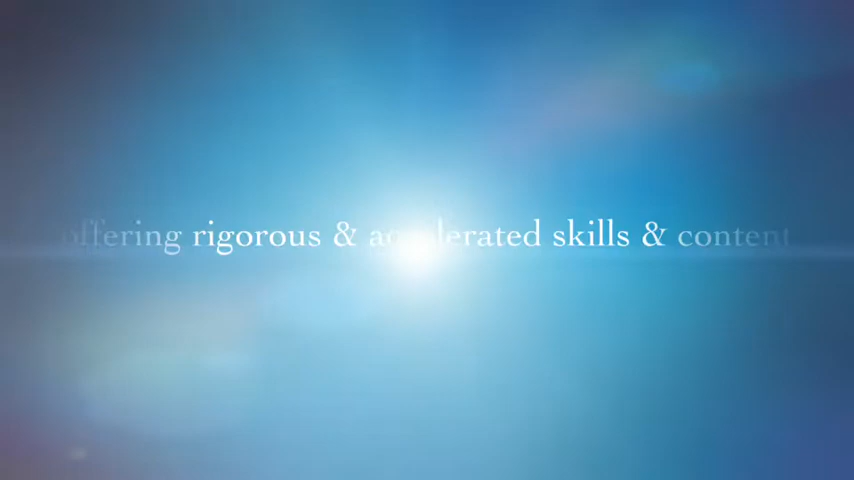 offering rigorous & accelerated skills & content